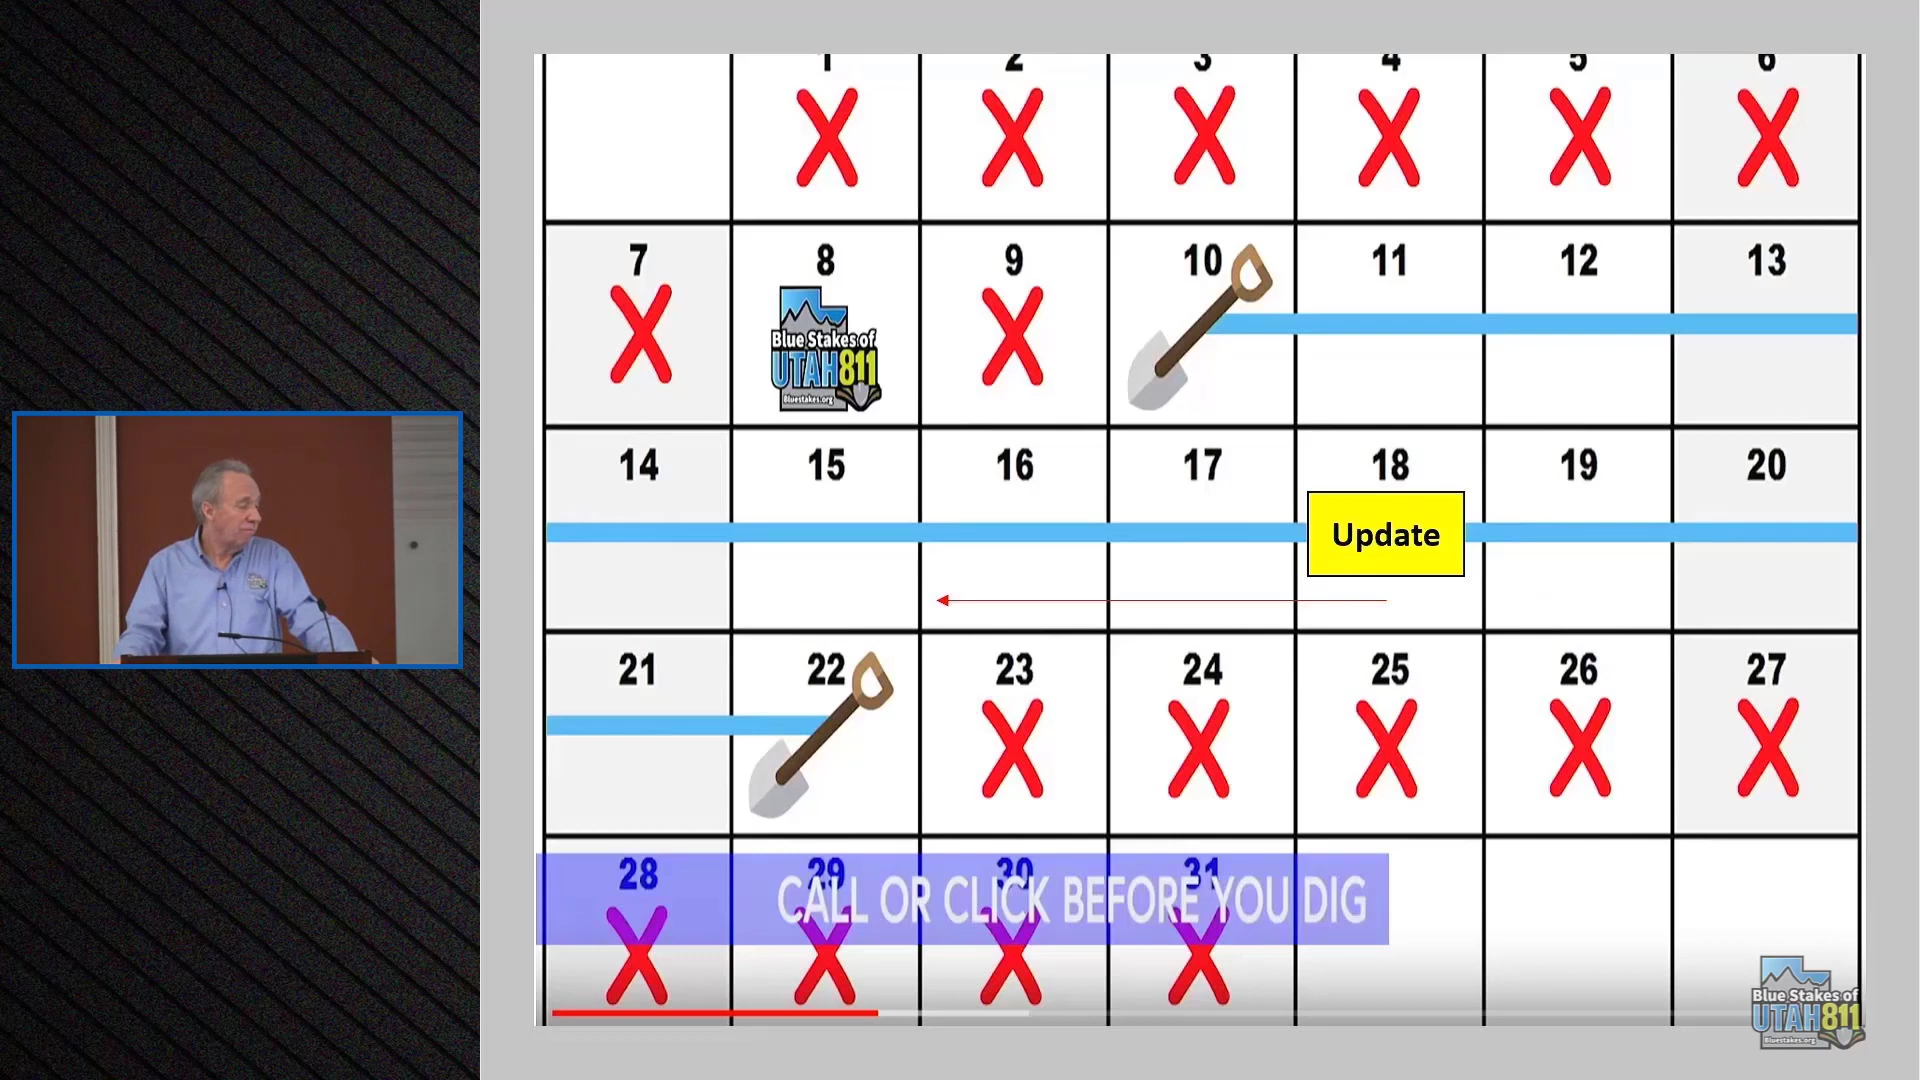 1 2 3 4 5 6
7 8 9 10 11 12 13
Blue Stakes of
UTAH811
Bluestakes.org
14 15 16 17 18 19 20
Update
21 22 23 24 25 26 27
28 29 30 31
CALL OR CLICK BEFORE YOU DIG
Blue Stakes of
UTAH811
Bluestakes.org